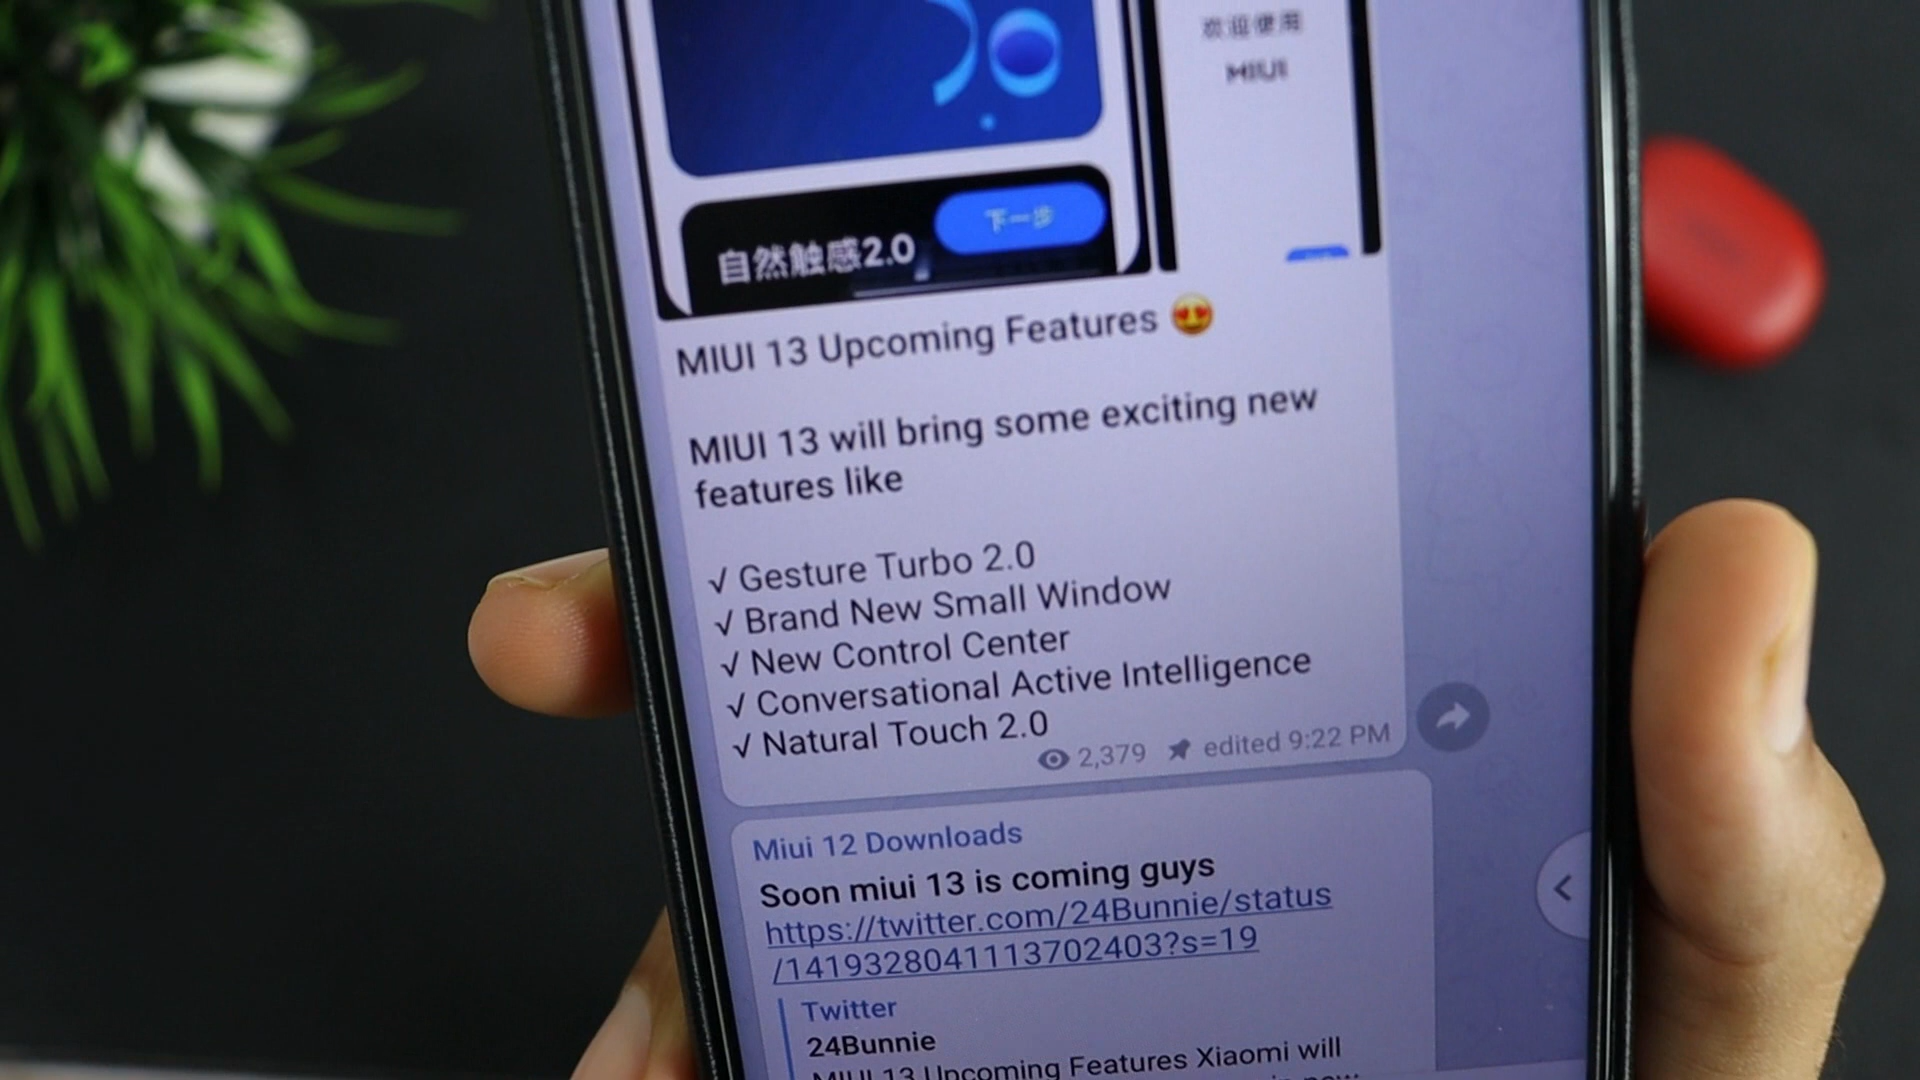 欢迎使用
MIUI
下一步
自然触感2.0
MIUI 13 Upcoming Features 😍
MIUI 13 will bring some exciting new
features like
√ Gesture Turbo 2.0
√ Brand New Small Window
√ New Control Center
√ Conversational Active Intelligence
√ Natural Touch 2.0
2,379 edited 9:22 PM
Miui 12 Downloads
Soon miui 13 is coming guys
https://twitter.com/24Bunnie/status
/1419328041113702403?s=19
Twitter
24Bunnie
MIUI 13 Upcoming Features Xiaomi will